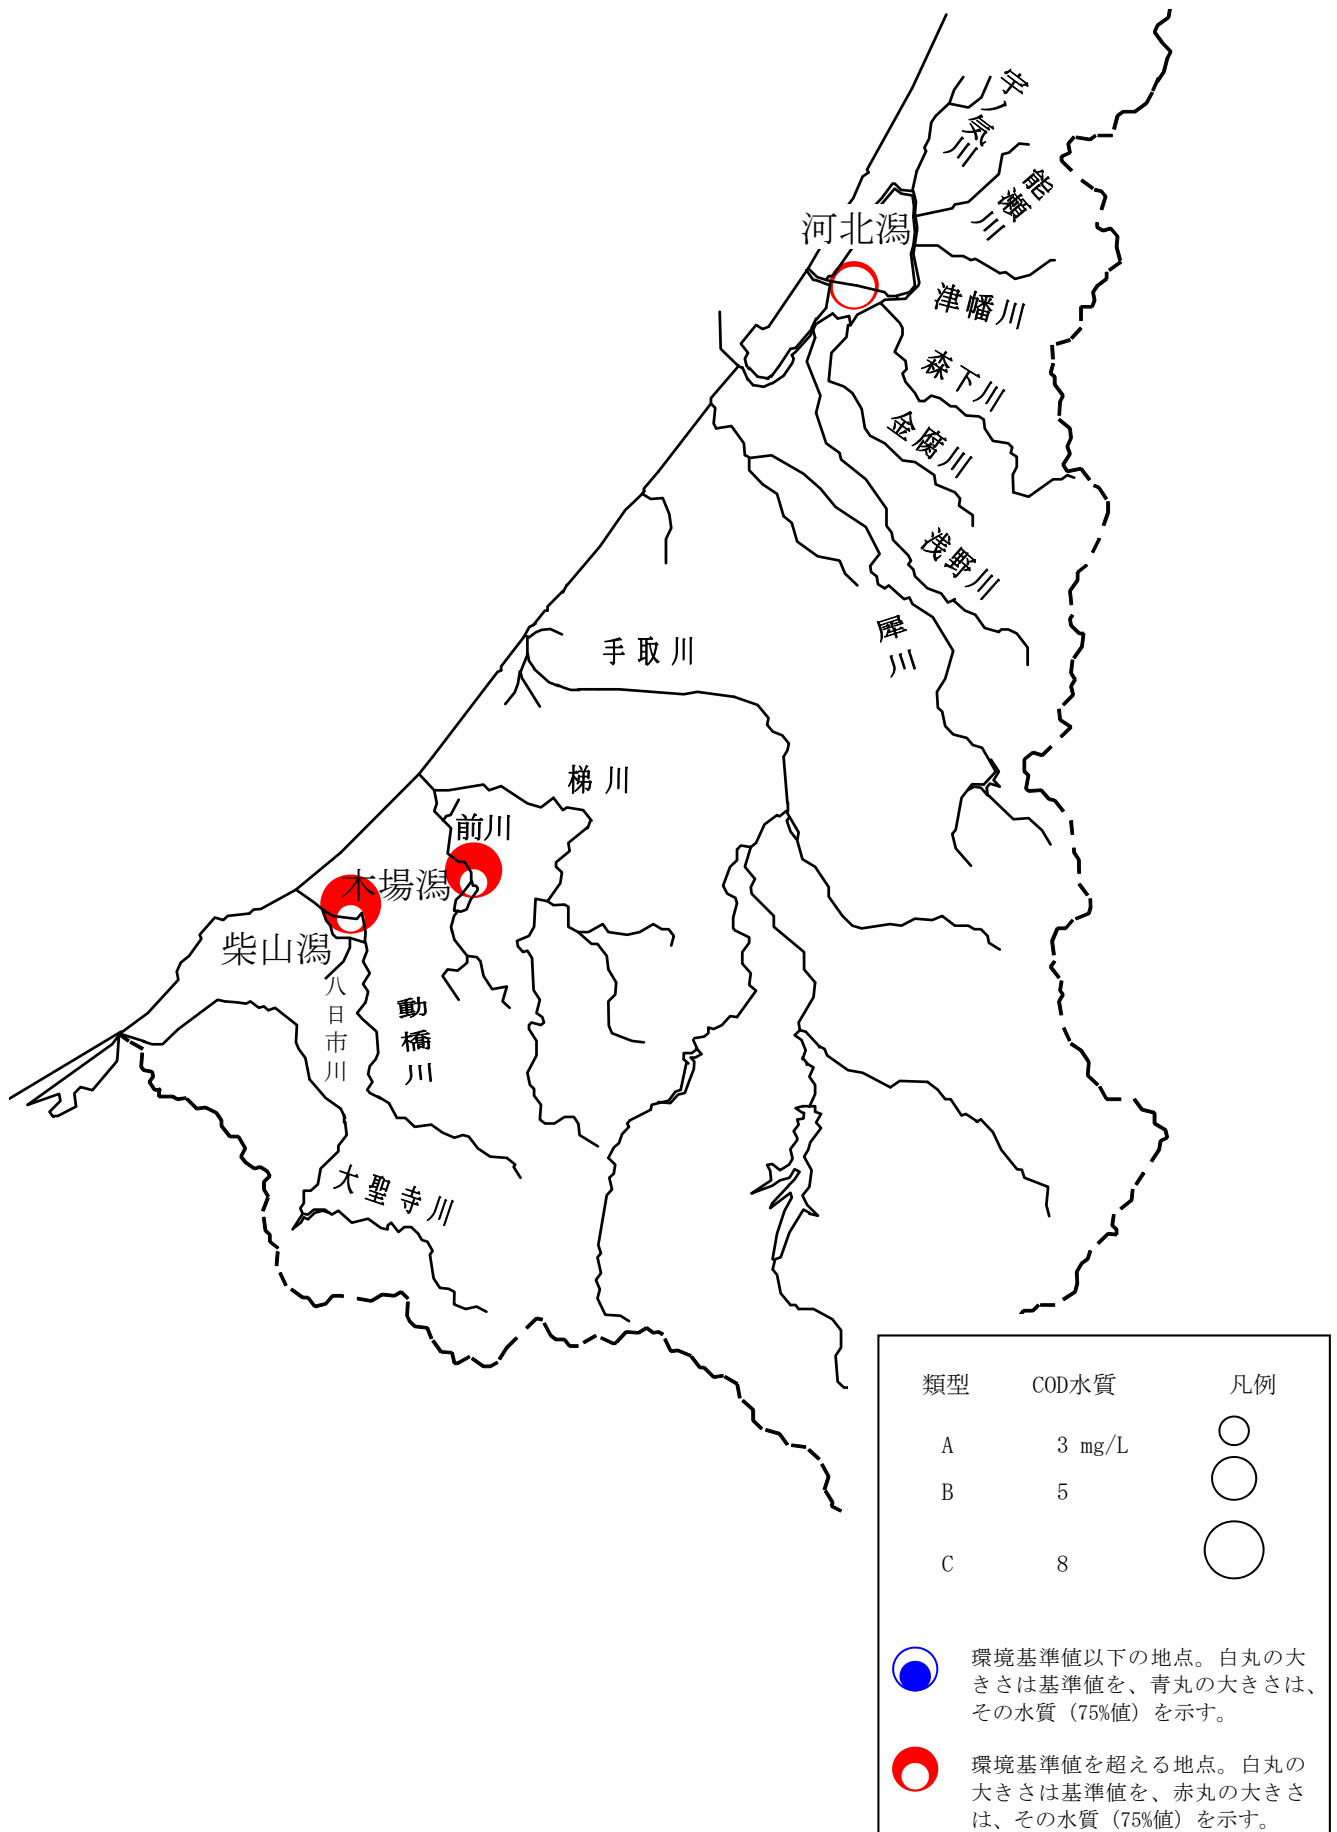 宇ノ気川
能瀬川
河北潟
津幡川
森下川
金腐川
浅野川
犀川
手取川
梯川
前川
木場潟
柴山潟
八日市川
動橋川
大聖寺川
類型 COD水質 凡例
A 3 mg/L
B 5
C 8
環境基準値以下の地点。白丸の大
きさは基準値を、青丸の大きさは、
その水質（75%値）を示す。
環境基準値を超える地点。白丸の
大きさは基準値を、赤丸の大きさ
は、その水質（75%値）を示す。